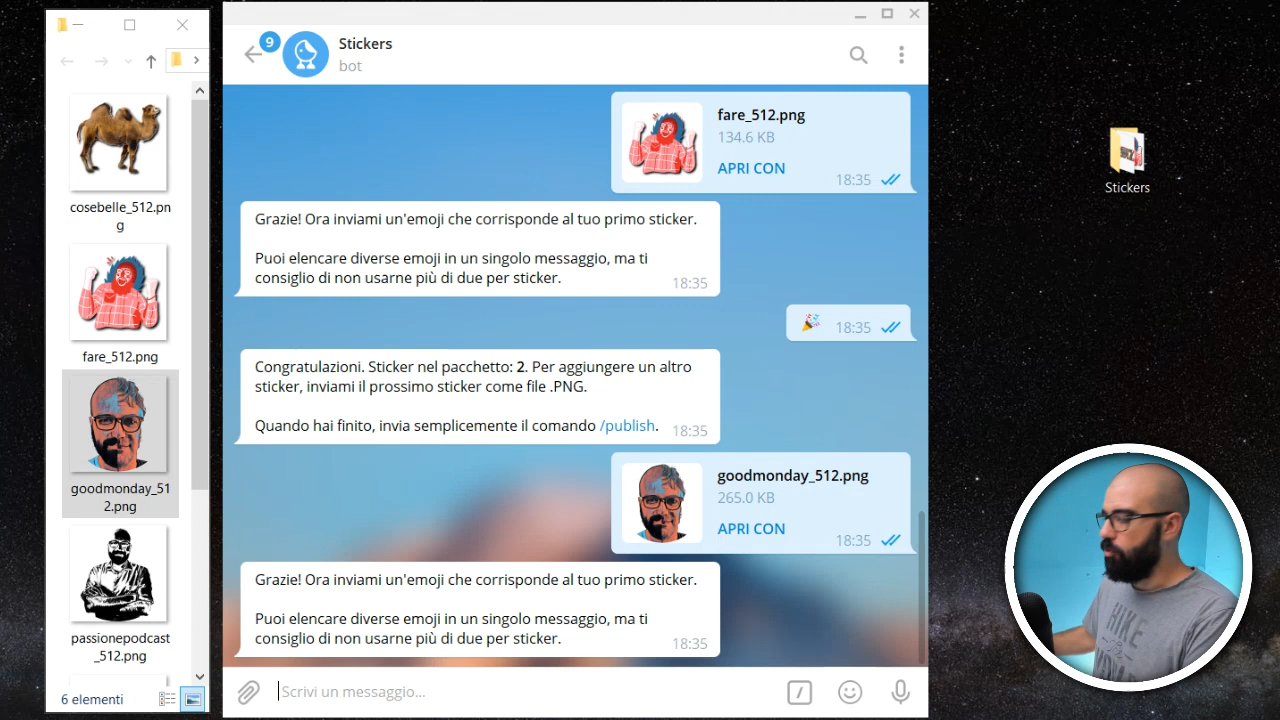 cosebelle_512.pn
g
fare_512.png
goodmonday_51
2.png
passionepodcast
_512.png
6 elementi
9
Stickers
bot
fare_512.png
134.6 KB
APRI CON
18:35
Grazie! Ora inviami un'emoji che corrisponde al tuo primo sticker.
Puoi elencare diverse emoji in un singolo messaggio, ma ti
consiglio di non usarne più di due per sticker.
18:35
18:35
Congratulazioni. Sticker nel pacchetto: 2. Per aggiungere un altro
sticker, inviami il prossimo sticker come file .PNG.
Quando hai finito, invia semplicemente il comando /publish.
18:35
goodmonday_512.png
265.0 KB
APRI CON
18:35
Grazie! Ora inviami un'emoji che corrisponde al tuo primo sticker.
Puoi elencare diverse emoji in un singolo messaggio, ma ti
consiglio di non usarne più di due per sticker.
18:35
Scrivi un messaggio...
Stickers
HIKE